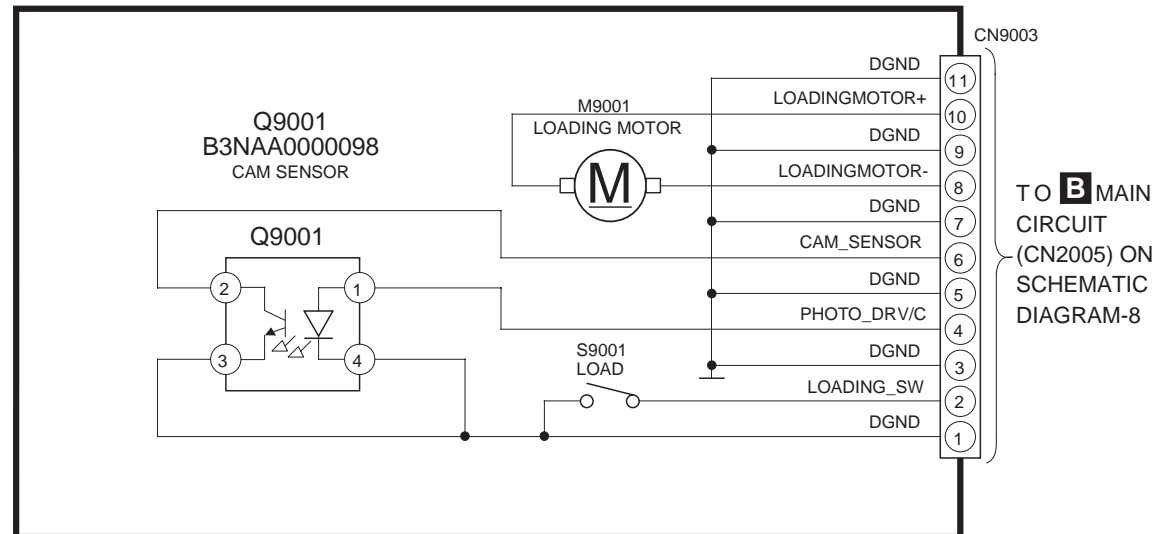 CN9003
DGND
11
LOADINGMOTOR+
10
M9001
LOADING MOTOR
M
DGND
9
LOADINGMOTOR-
8
DGND
7
CAM_SENSOR
6
DGND
5
PHOTO_DRV/C
4
DGND
3
LOADING_SW
2
DGND
1
Q9001
B3NAA0000098
CAM SENSOR
Q9001
2
1
3
4
S9001
LOAD
TO B MAIN
CIRCUIT
(CN2005) ON
SCHEMATIC
DIAGRAM-8